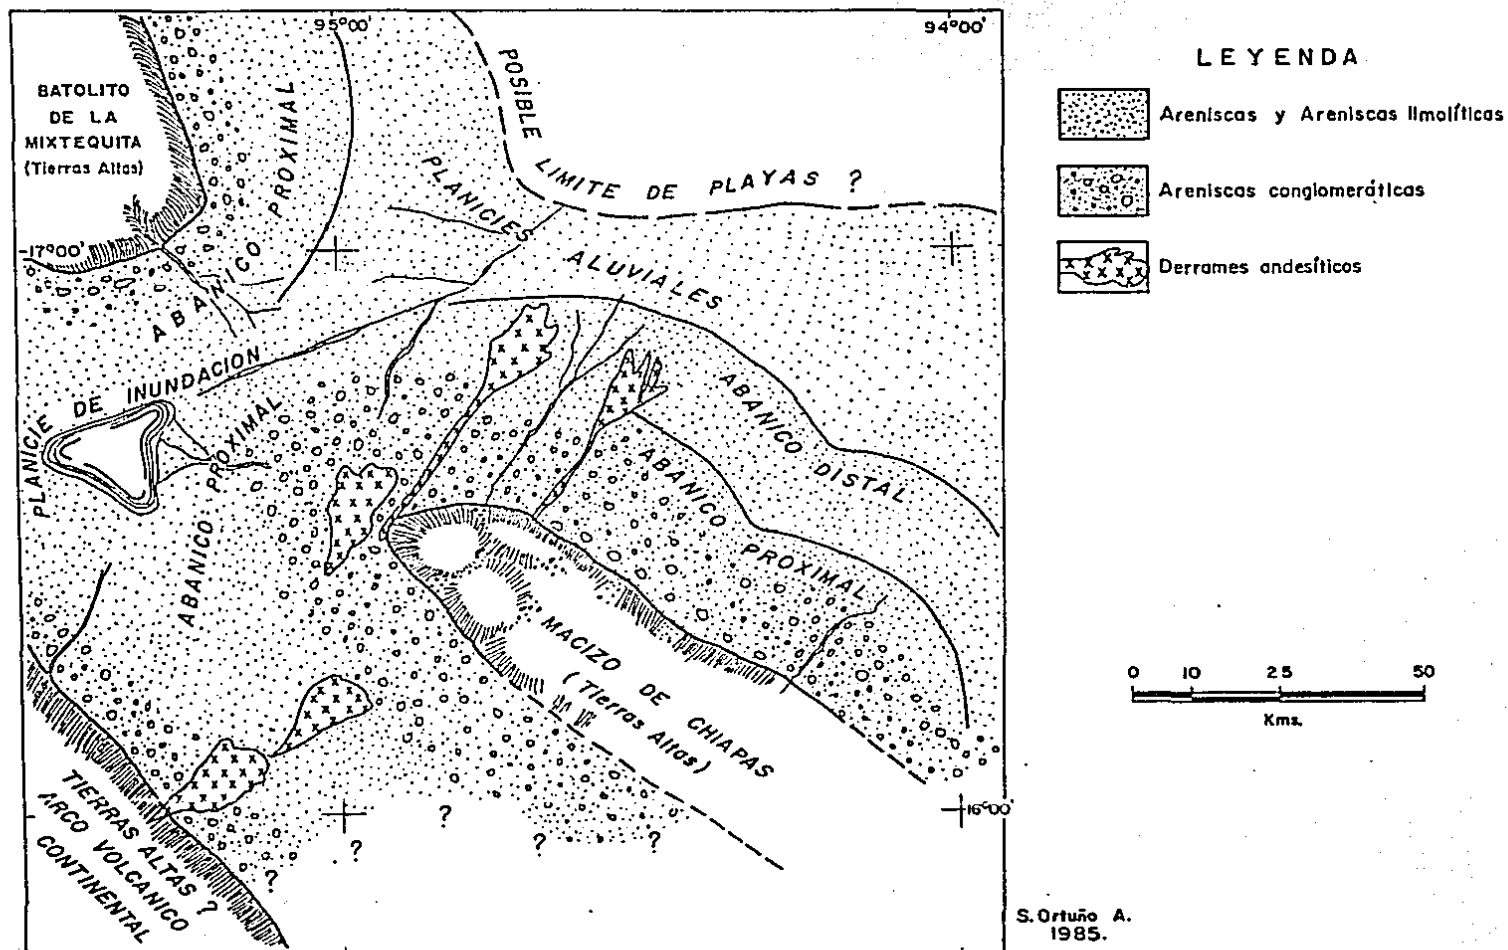 95°00'
94°00'
BATOLITO
DE LA
MIXTEQUITA
(Tierras Altas)
ABANICO PROXIMAL
POSIBLE LIMITE DE PLAYAS ?
PLANICIES ALUVIALES
17°00'
PLANICIE DE INUNDACION
ABANICO PROXIMAL
ABANICO DISTAL
ABANICO PROXIMAL
MACIZO DE CHIAPAS
(Tierras Altas)
TIERRAS ALTAS ?
ARCO VOLCANICO
CONTINENTAL
?
?
?
?
?
16°00'
LEYENDA
Areniscas y Areniscas limolíticas
Areniscas conglomeráticas
Derrames andesíticos
0 10 25 50
Kms.
S. Ortuño A.
1985.